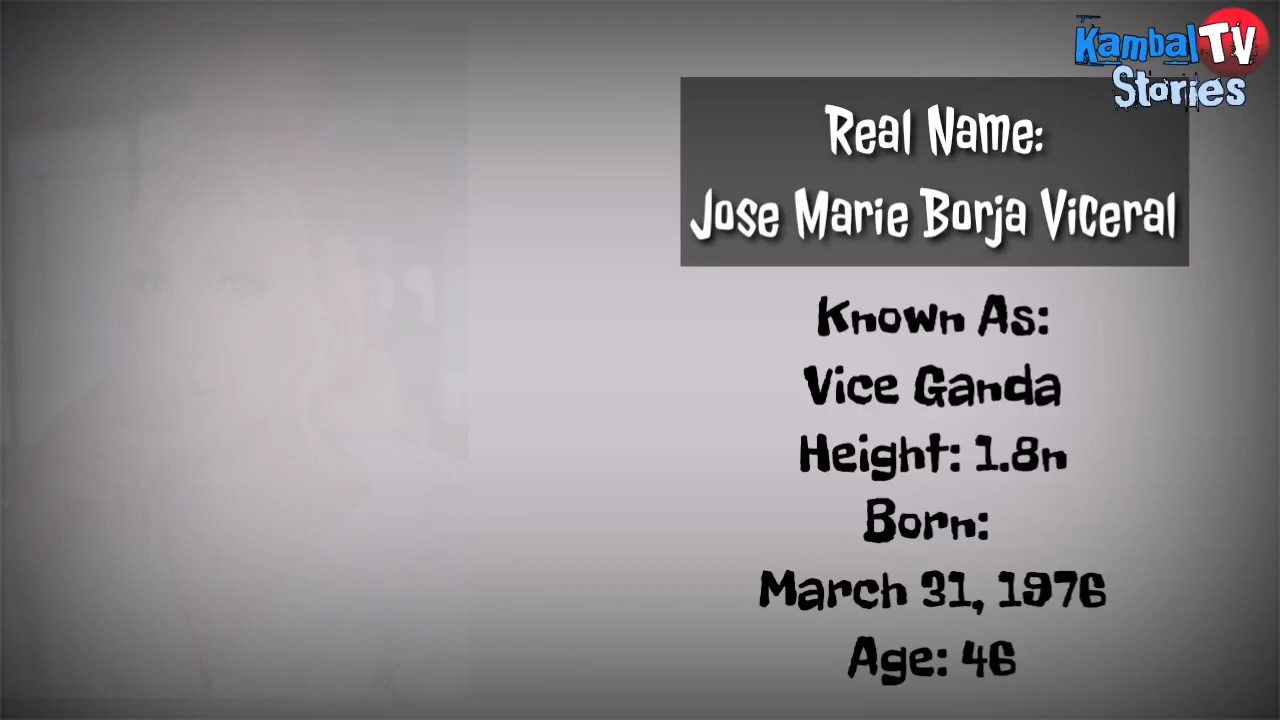 KambalTV
Stories
Real Name:
Jose Marie Borja Viceral
Known As:
Vice Ganda
Height: 1.8n
Born:
March 31, 1976
Age: 46